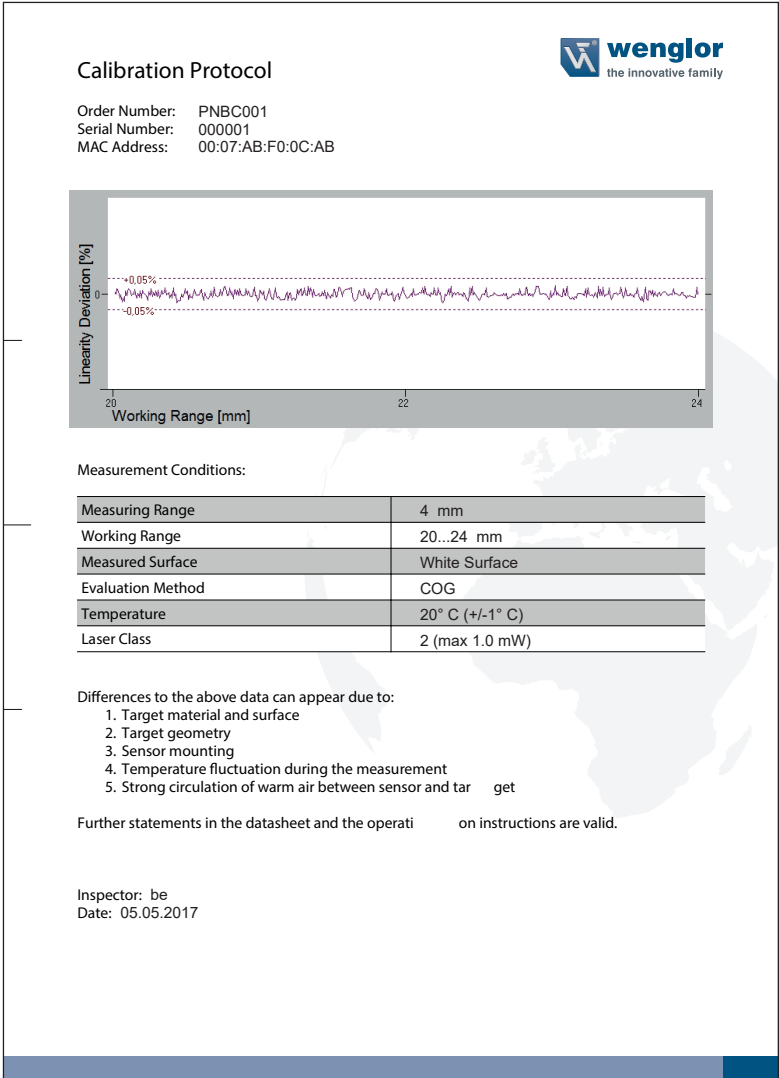 wenglor
the innovative family
Calibration Protocol
Order Number: PNBC001
Serial Number: 000001
MAC Address: 00:07:AB:F0:0C:AB
Linearity Deviation [%]
+0,05%
0
-0,05%
20 22 24
Working Range [mm]
Measurement Conditions:
Measuring Range 4 mm
Working Range 20...24 mm
Measured Surface White Surface
Evaluation Method COG
Temperature 20° C (+/-1° C)
Laser Class 2 (max 1.0 mW)
Differences to the above data can appear due to:
1. Target material and surface
2. Target geometry
3. Sensor mounting
4. Temperature fluctuation during the measurement
5. Strong circulation of warm air between sensor and tar get
Further statements in the datasheet and the operati on instructions are valid.
Inspector: be
Date: 05.05.2017